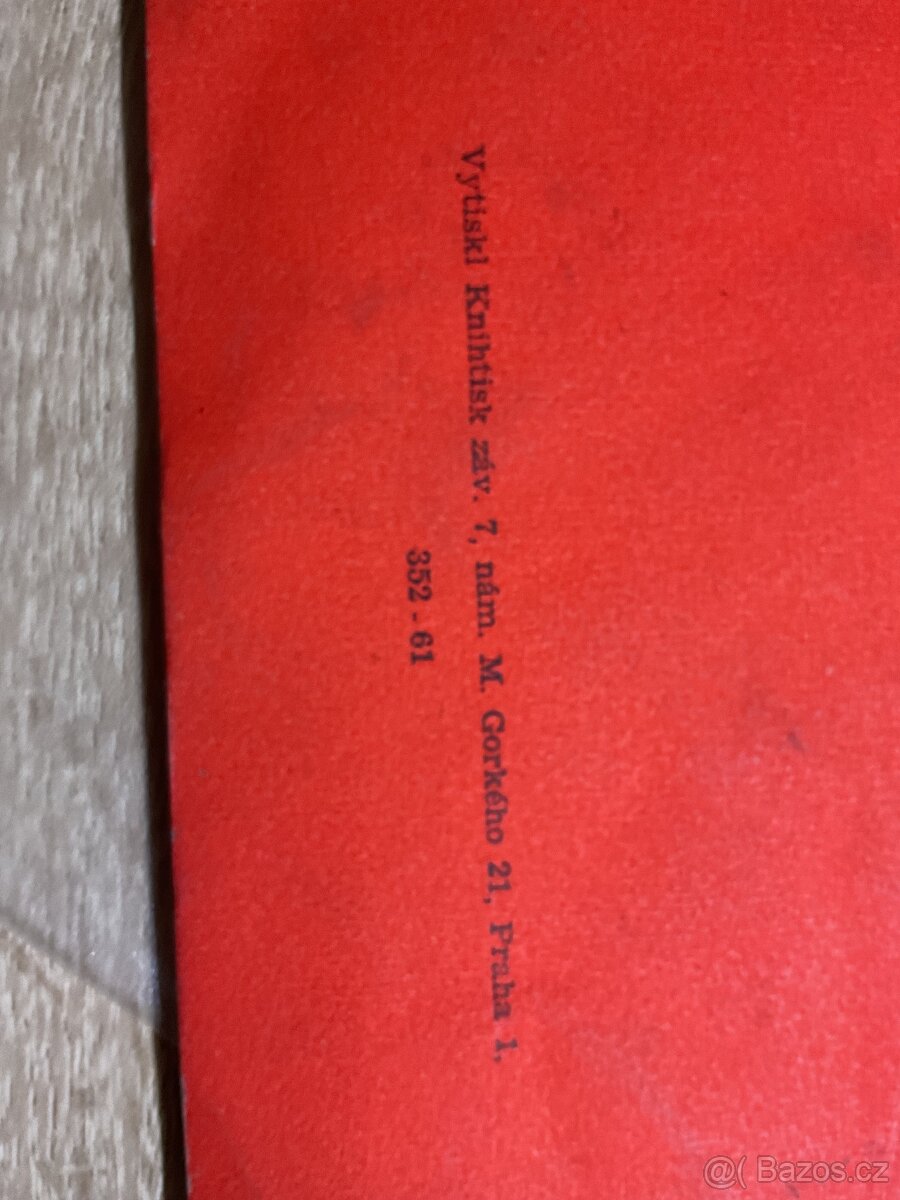 Vytiskl Knihtisk záv. 7, nám. M. Gorkého 21, Praha 1.
352 - 61
@( Bazos.cz